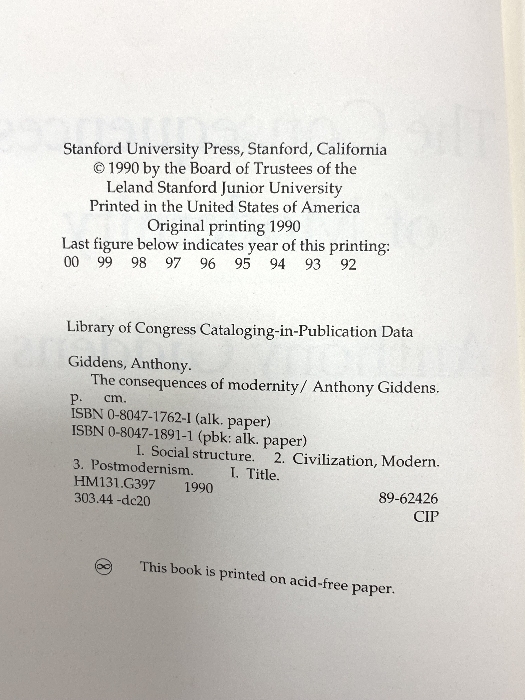 Stanford University Press, Stanford, California
© 1990 by the Board of Trustees of the
Leland Stanford Junior University
Printed in the United States of America
Original printing 1990
Last figure below indicates year of this printing:
00 99 98 97 96 95 94 93 92
Library of Congress Cataloging-in-Publication Data
Giddens, Anthony.
The consequences of modernity/ Anthony Giddens.
p. cm.
ISBN 0-8047-1762-I (alk. paper)
ISBN 0-8047-1891-1 (pbk: alk. paper)
I. Social structure. 2. Civilization, Modern.
3. Postmodernism. I. Title.
HM131.G397 1990
303.44 -dc20 89-62426
CIP
♾ This book is printed on acid-free paper.